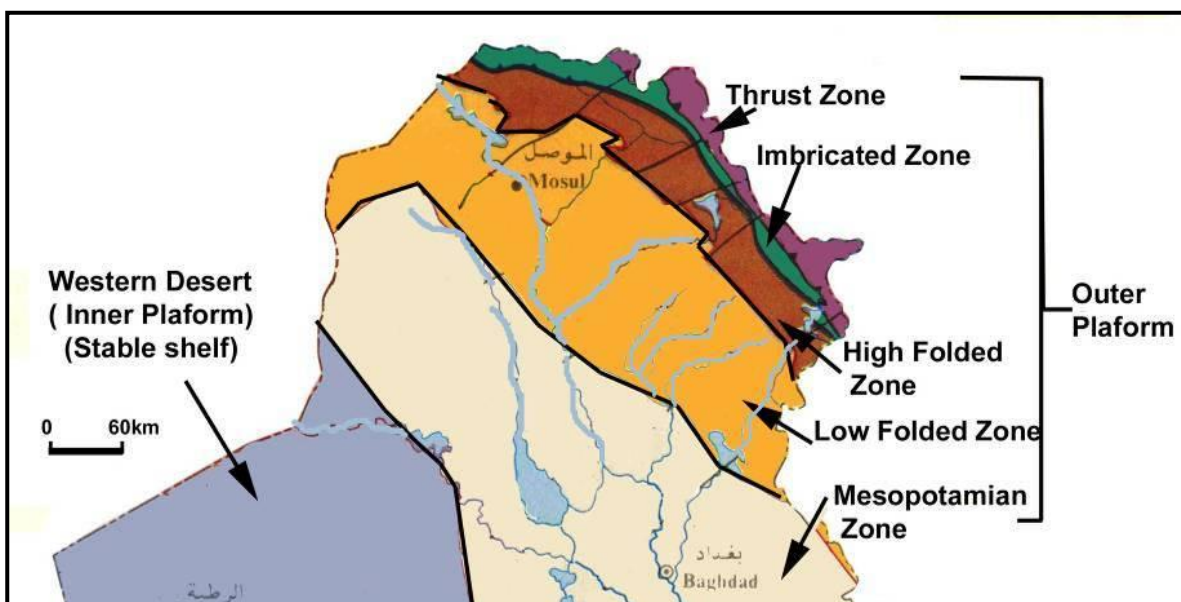 Thrust Zone
Imbricated Zone
الموصل
Mosul
Western Desert
( Inner Plaform)
(Stable shelf)
Outer
Plaform
High Folded
Zone
0 60km
Low Folded Zone
Mesopotamian
Zone
بغداد
Baghdad
الرطبة